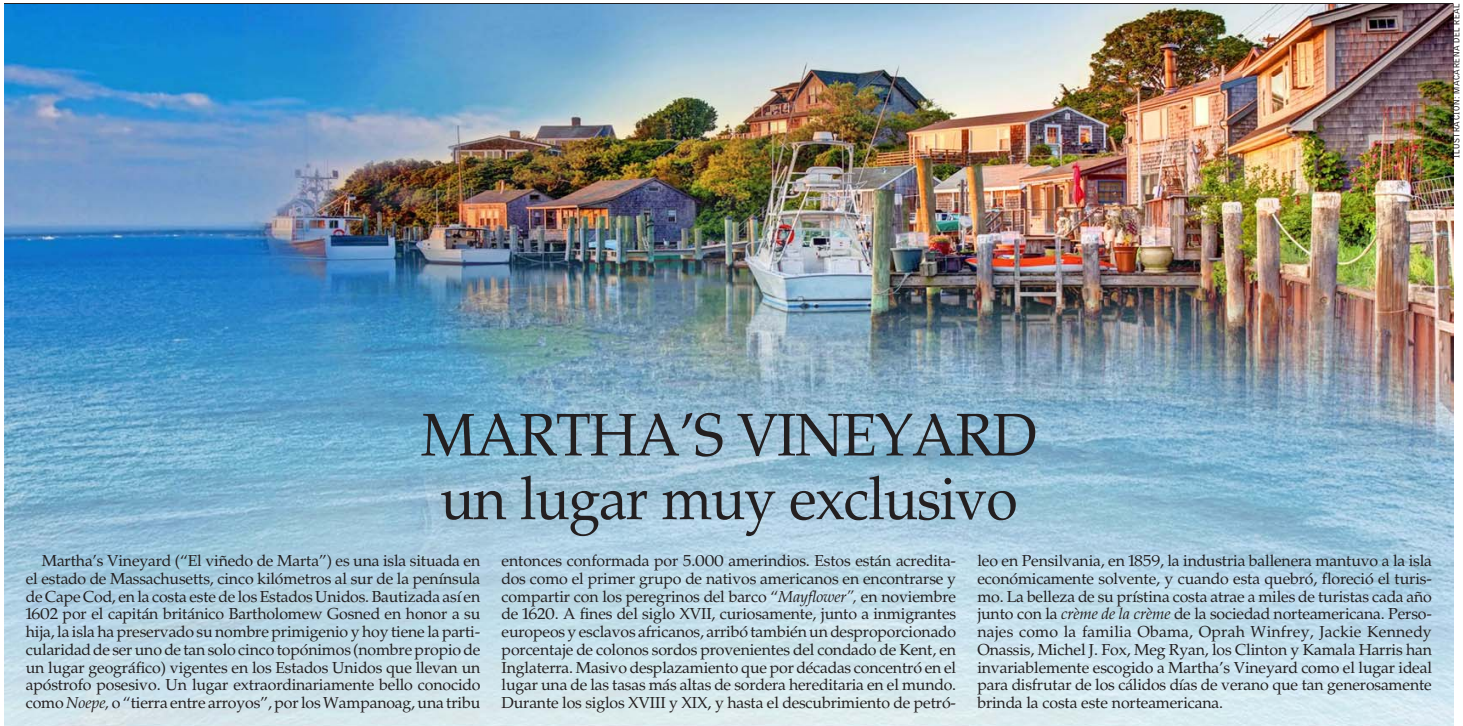 ILUSTRACIÓN: MACARENA DEL REAL
MARTHA’S VINEYARD
un lugar muy exclusivo
Martha’s Vineyard (“El viñedo de Marta”) es una isla situada en
el estado de Massachusetts, cinco kilómetros al sur de la península
de Cape Cod, en la costa este de los Estados Unidos. Bautizada así en
1602 por el capitán británico Bartholomew Gosned en honor a su
hija, la isla ha preservado su nombre primigenio y hoy tiene la parti-
cularidad de ser uno de tan solo cinco topónimos (nombre propio de
un lugar geográfico) vigentes en los Estados Unidos que llevan un
apóstrofo posesivo. Un lugar extraordinariamente bello conocido
como Noepe, o “tierra entre arroyos”, por los Wampanoag, una tribu
entonces conformada por 5.000 amerindios. Estos están acredita-
dos como el primer grupo de nativos americanos en encontrarse y
compartir con los peregrinos del barco “Mayflower”, en noviembre
de 1620. A fines del siglo XVII, curiosamente, junto a inmigrantes
europeos y esclavos africanos, arribó también un desproporcionado
porcentaje de colonos sordos provenientes del condado de Kent, en
Inglaterra. Masivo desplazamiento que por décadas concentró en el
lugar una de las tasas más altas de sordera hereditaria en el mundo.
Durante los siglos XVIII y XIX, y hasta el descubrimiento de petró-
leo en Pensilvania, en 1859, la industria ballenera mantuvo a la isla
económicamente solvente, y cuando esta quebró, floreció el turis-
mo. La belleza de su prístina costa atrae a miles de turistas cada año
junto con la crème de la crème de la sociedad norteamericana. Perso-
najes como la familia Obama, Oprah Winfrey, Jackie Kennedy
Onassis, Michel J. Fox, Meg Ryan, los Clinton y Kamala Harris han
invariablemente escogido a Martha’s Vineyard como el lugar ideal
para disfrutar de los cálidos días de verano que tan generosamente
brinda la costa este norteamericana.